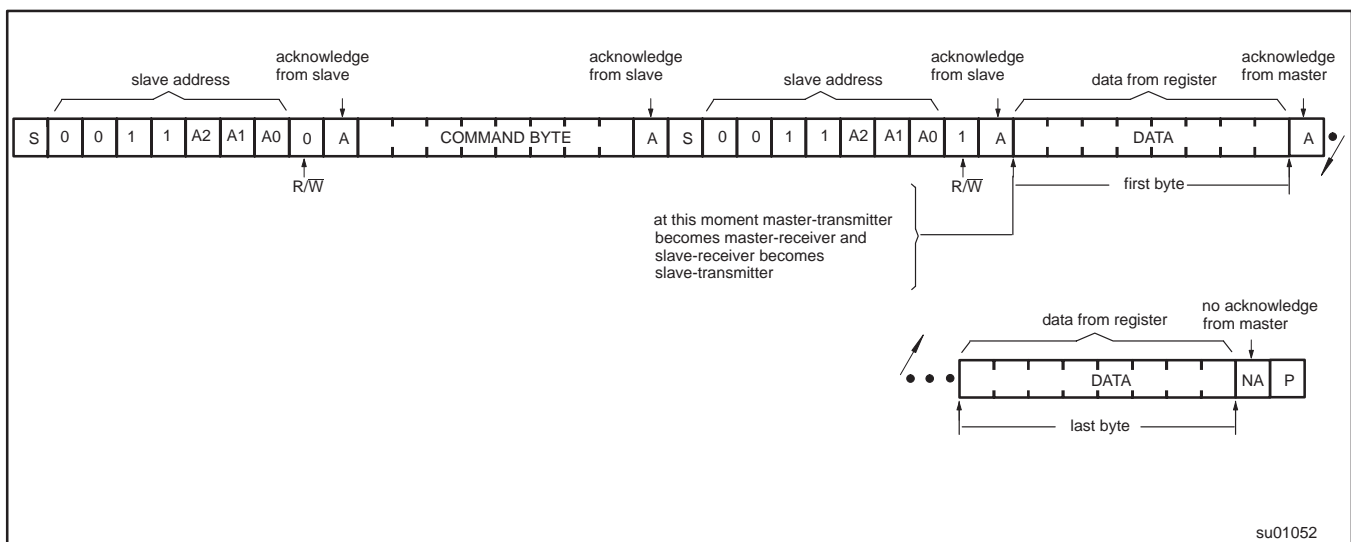 acknowledge
from slave
acknowledge
from slave
acknowledge
from slave
acknowledge
from master
slave address
slave address
data from register
S 0 0 1 1 A2 A1 A0 0 A COMMAND BYTE A S 0 0 1 1 A2 A1 A0 1 A DATA A
R/W̅
R/W̅
first byte
at this moment master-transmitter
becomes master-receiver and
slave-receiver becomes
slave-transmitter
data from register
no acknowledge
from master
DATA NA P
last byte
su01052